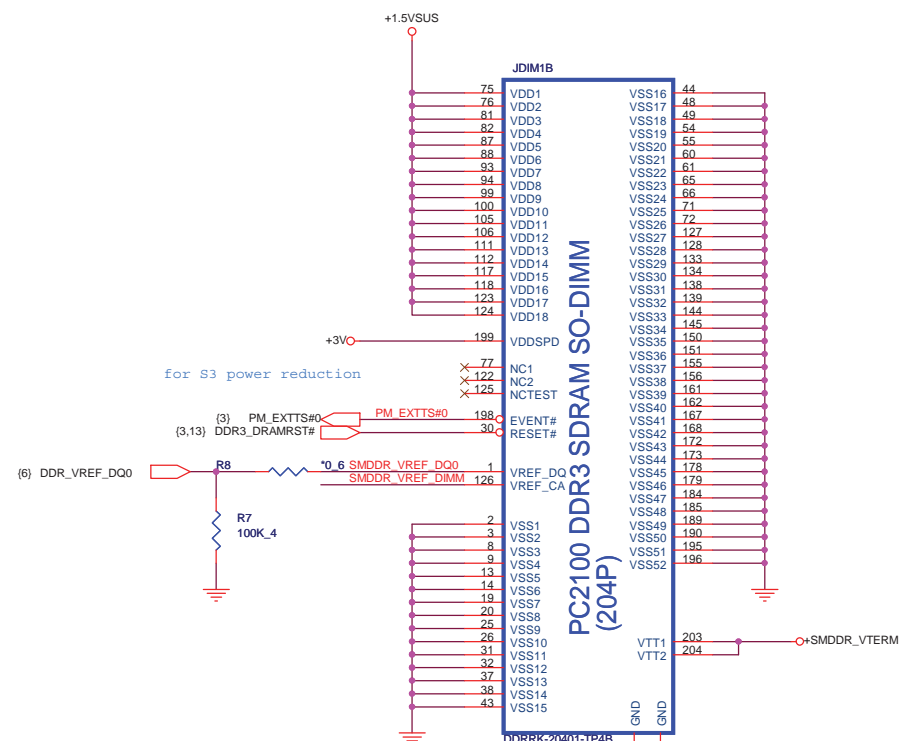 +1.5VSUS
JDIM1B
75 VDD1 VSS16 44
76 VDD2 VSS17 48
81 VDD3 VSS18 49
82 VDD4 VSS19 54
87 VDD5 VSS20 55
88 VDD6 VSS21 60
93 VDD7 VSS22 61
94 VDD8 VSS23 65
99 VDD9 VSS24 66
100 VDD10 VSS25 71
105 VDD11 VSS26 72
106 VDD12 VSS27 127
111 VDD13 VSS28 128
112 VDD14 VSS29 133
117 VDD15 VSS30 134
118 VDD16 VSS31 138
123 VDD17 VSS32 139
124 VDD18 VSS33 144
VSS34 145
+3V 199 VDDSPD VSS35 150
VSS36 151
for S3 power reduction
77 NC1 VSS37 155
122 NC2 VSS38 156
125 NCTEST VSS39 161
VSS40 162
{3} PM_EXTTS#0 PM_EXTTS#0 198 EVENT# VSS41 167
{3,13} DDR3_DRAMRST# 30 RESET# VSS42 168
VSS43 172
VSS44 173
{6} DDR_VREF_DQ0 R8 *0_6 SMDDR_VREF_DQ0 1 VREF_DQ VSS45 178
SMDDR_VREF_DIMM 126 VREF_CA VSS46 179
VSS47 184
VSS48 185
R7
100K_4
2 VSS1 VSS49 189
3 VSS2 VSS50 190
8 VSS3 VSS51 195
9 VSS4 VSS52 196
13 VSS5
14 VSS6
19 VSS7
20 VSS8
25 VSS9
26 VSS10 VTT1 203 +SMDDR_VTERM
31 VSS11 VTT2 204
32 VSS12
37 VSS13
38 VSS14
43 VSS15
PC2100 DDR3 SDRAM SO-DIMM
(204P)
GND
GND
DDRRK-20401-TP4B